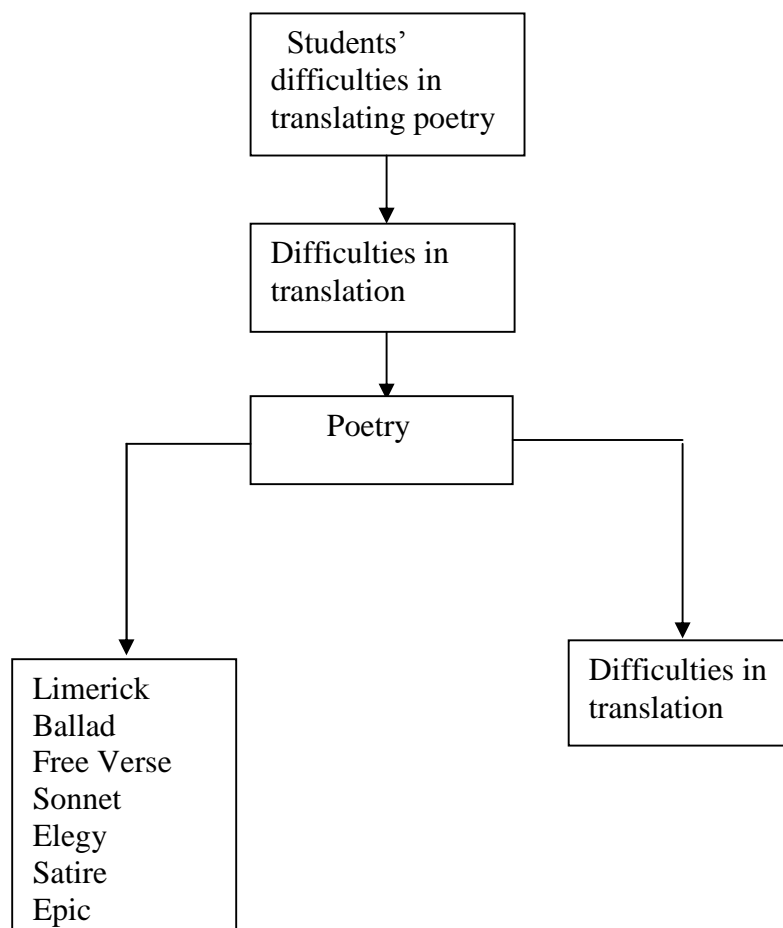 Students’
difficulties in
translating poetry
Difficulties in
translation
Poetry
Limerick
Ballad
Free Verse
Sonnet
Elegy
Satire
Epic
Difficulties in
translation